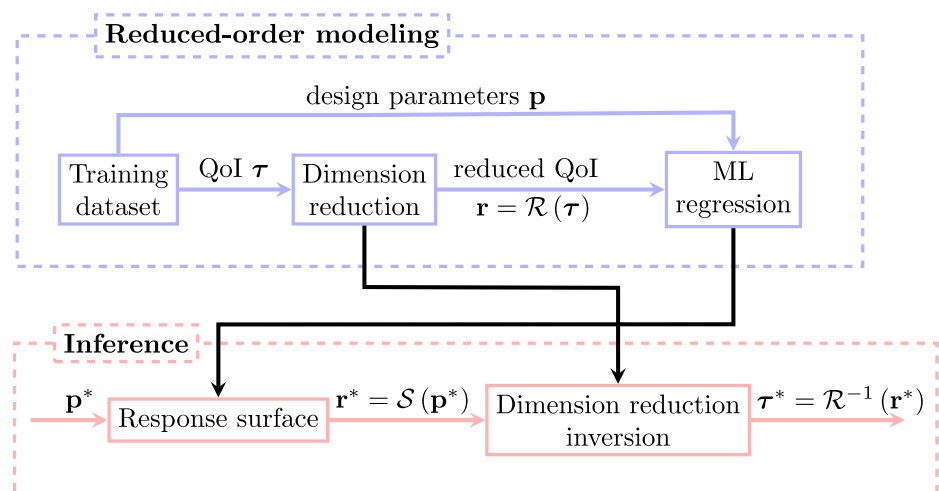 Reduced-order modeling
design parameters p
Training
dataset
QoI τ
Dimension
reduction
reduced QoI
r = R (τ)
ML
regression
Inference
p*
Response surface
r* = S (p*)
Dimension reduction
inversion
τ* = R⁻¹ (r*)